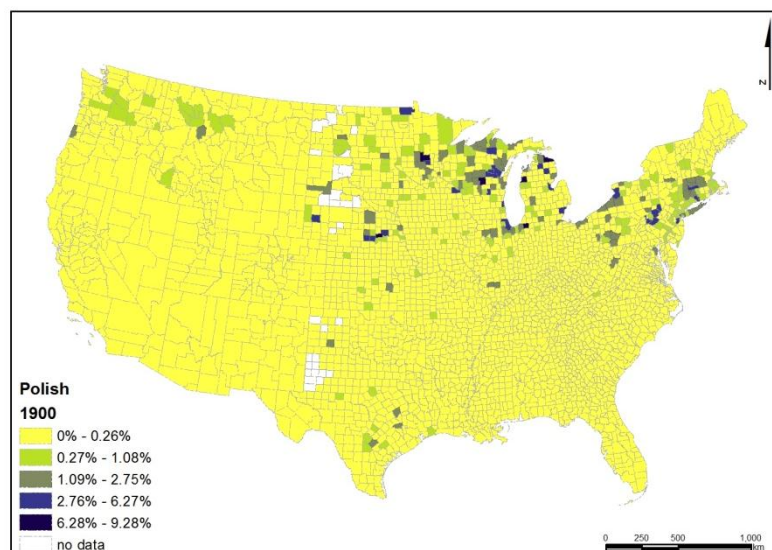 N
Polish
1900
0% - 0.26%
0.27% - 1.08%
1.09% - 2.75%
2.76% - 6.27%
6.28% - 9.28%
no data
0 250 500 1,000
km